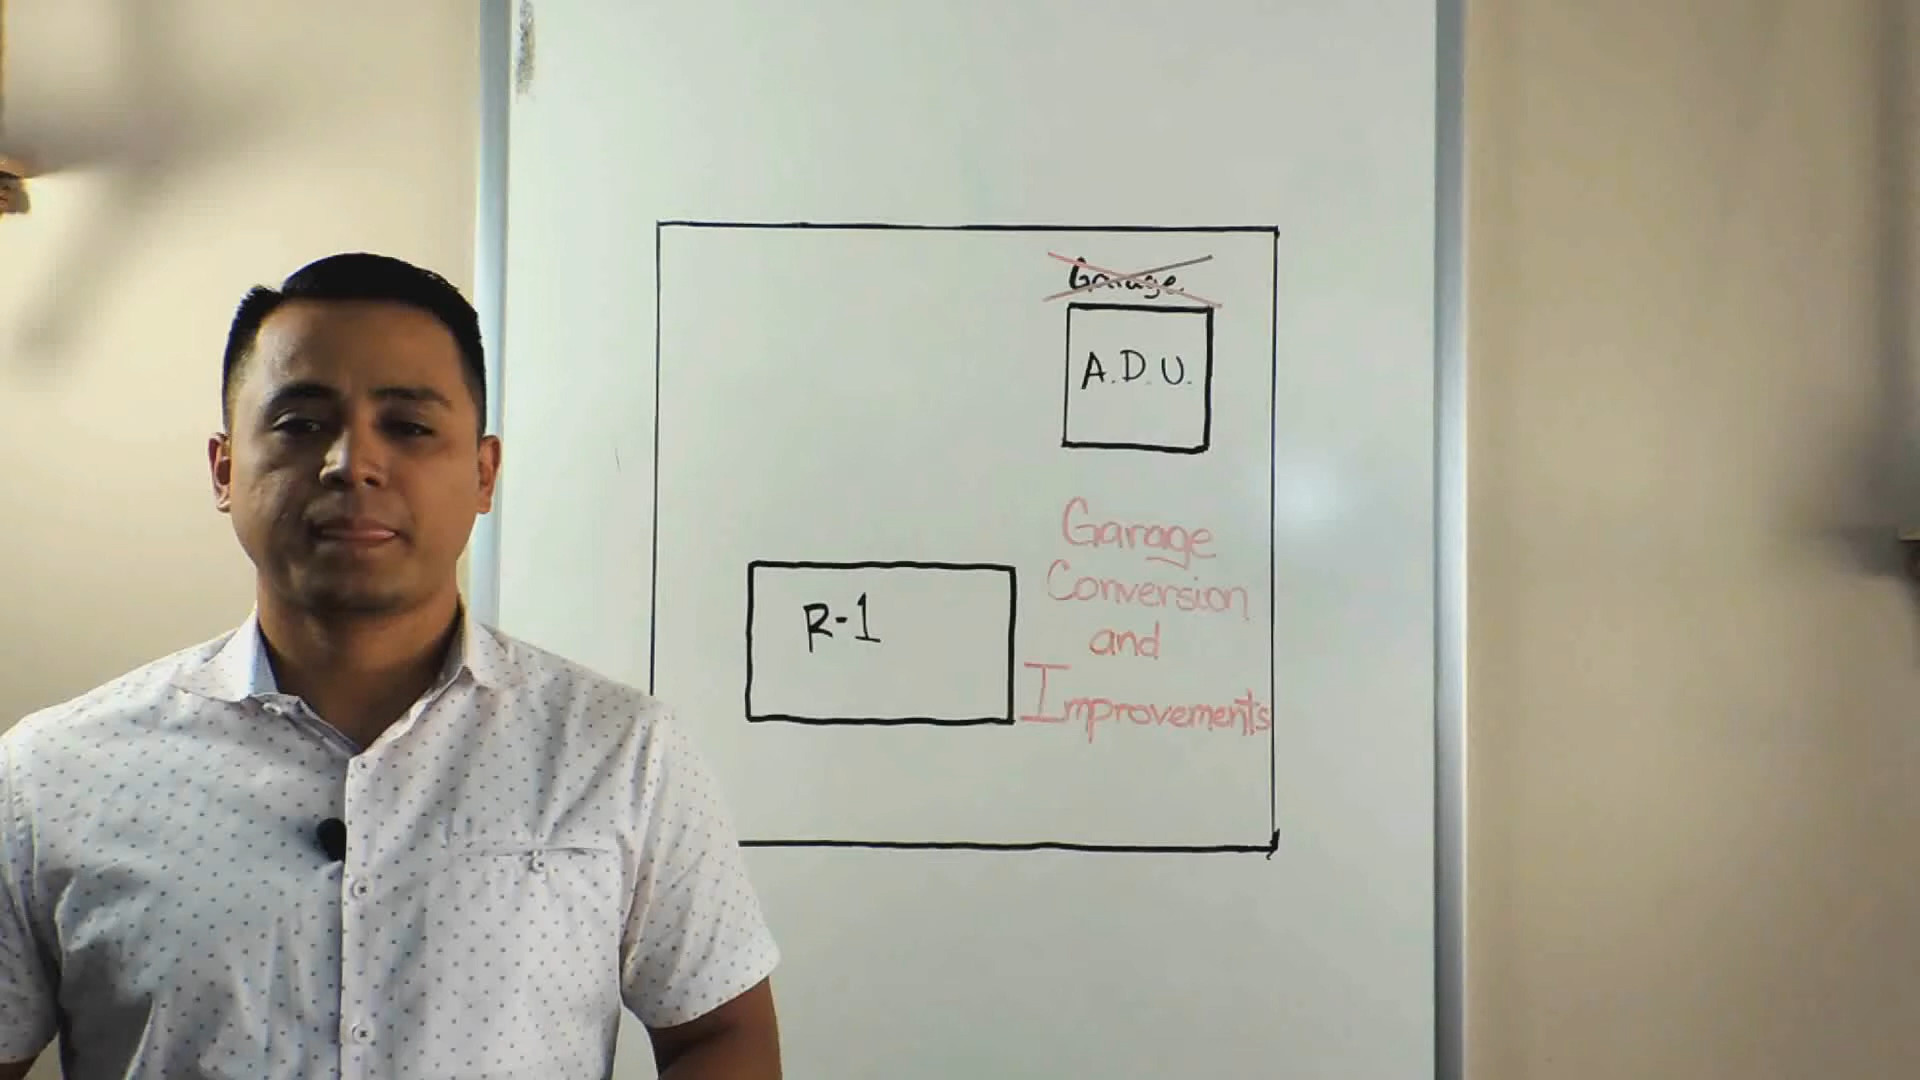 Garage
A.D.U.
Garage
Conversion
and
Improvements
R-1